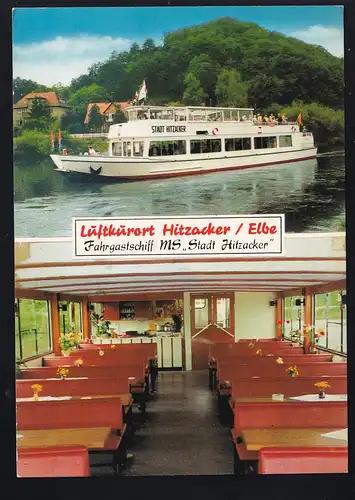 STADT HITZACKER
Luftkurort Hitzacker / Elbe
Fahrgastschiff MS „Stadt Hitzacker"